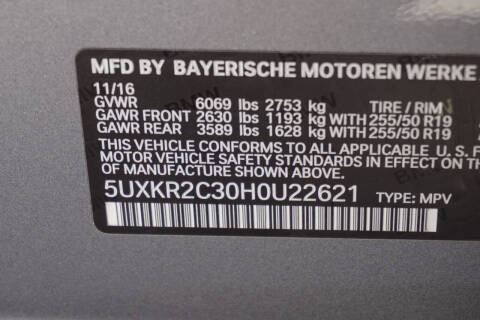 MFD BY BAYERISCHE MOTOREN WERKE
11/16
GVWR 6069 lbs 2753 kg TIRE / RIM
GAWR FRONT 2630 lbs 1193 kg WITH 255/50 R19
GAWR REAR 3589 lbs 1628 kg WITH 255/50 R19
THIS VEHICLE CONFORMS TO ALL APPLICABLE U.S.
MOTOR VEHICLE SAFETY STANDARDS IN EFFECT ON
THE DATE OF MANUFACTURE SHOWN ABOVE.
5UXKR2C30H0U22621 TYPE: MPV